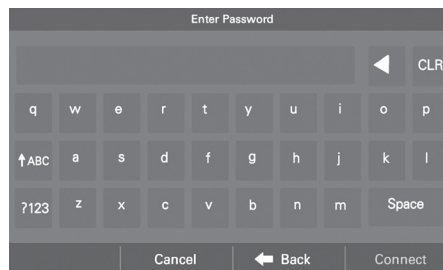 Enter Password
CLR
q w e r t y u i o p
ABC a s d f g h j k l
?123 z x c v b n m Space
Cancel Back Connect